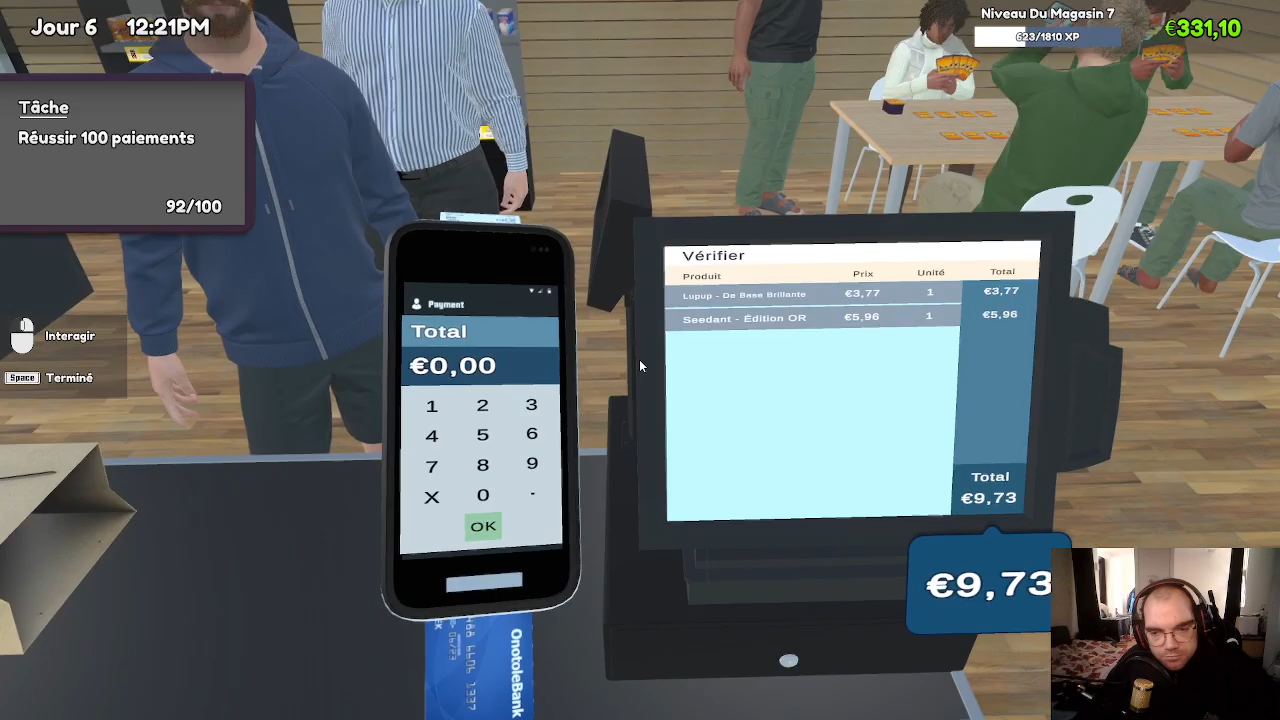 Jour 6 12:21PM
Niveau Du Magasin 7
623/1810 XP
€331,10
Tâche
Réussir 100 paiements
92/100
Interagir
Space Terminé
Payment
Total
€0,00
1 2 3
4 5 6
7 8 9
X 0 .
OK
Vérifier
Produit Prix Unité Total
Lupup - De Base Brillante €3,77 1 €3,77
Seedant - Édition OR €5,96 1 €5,96
Total
€9,73
€9,73
OnotoleBank